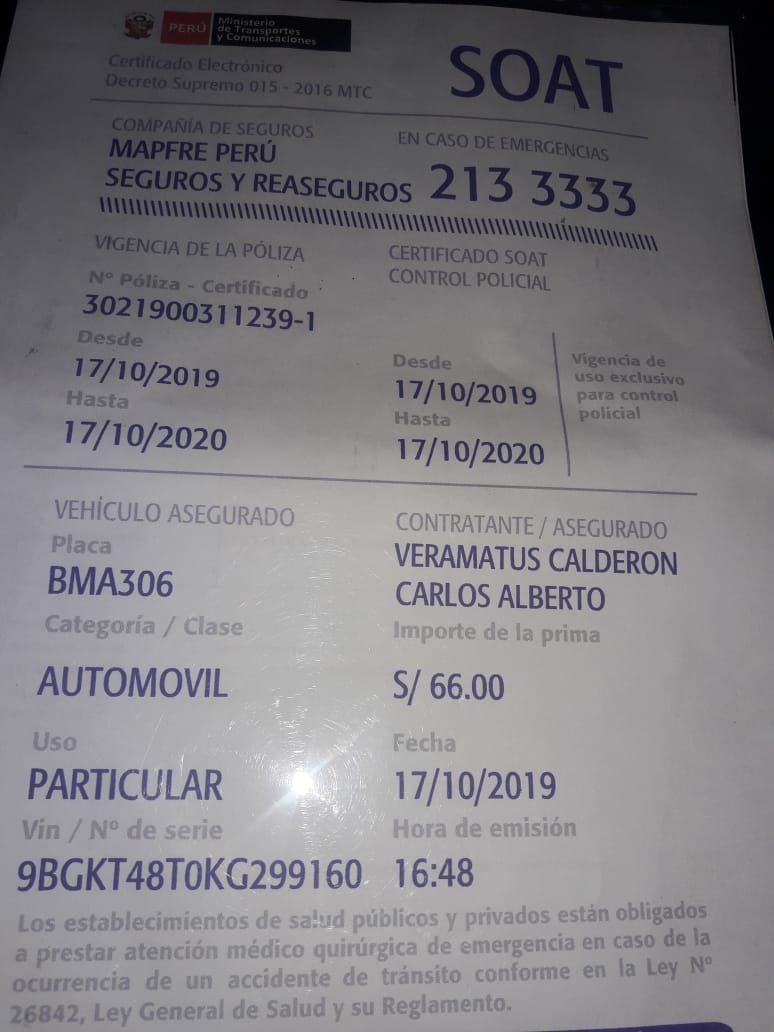 PERÚ
Ministerio
de Transportes
y Comunicaciones
Certificado Electrónico
Decreto Supremo 015 - 2016 MTC
SOAT
COMPAÑÍA DE SEGUROS
MAPFRE PERÚ
SEGUROS Y REASEGUROS
EN CASO DE EMERGENCIAS
213 3333
VIGENCIA DE LA PÓLIZA
Nº Póliza - Certificado
3021900311239-1
Desde
17/10/2019
Hasta
17/10/2020
CERTIFICADO SOAT
CONTROL POLICIAL
Desde
17/10/2019
Hasta
17/10/2020
Vigencia de
uso exclusivo
para control
policial
VEHÍCULO ASEGURADO
Placa
BMA306
Categoría / Clase
AUTOMOVIL
Uso
PARTICULAR
Vin / Nº de serie
9BGKT48T0KG299160
CONTRATANTE / ASEGURADO
VERAMATUS CALDERON
CARLOS ALBERTO
Importe de la prima
S/ 66.00
Fecha
17/10/2019
Hora de emisión
16:48
Los establecimientos de salud públicos y privados están obligados
a prestar atención médico quirúrgica de emergencia en caso de la
ocurrencia de un accidente de tránsito conforme en la Ley Nº
26842, Ley General de Salud y su Reglamento.